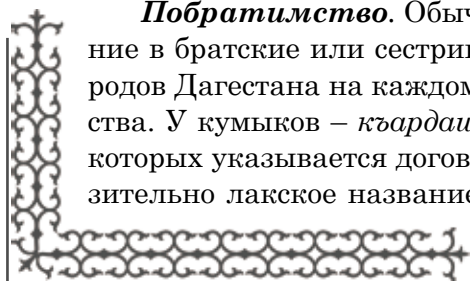 Побратимство. Обыч
ние в братские или сестрин
родов Дагестана на каждом
ства. У кумыков – къардаш
которых указывается догов
зительно лакское название